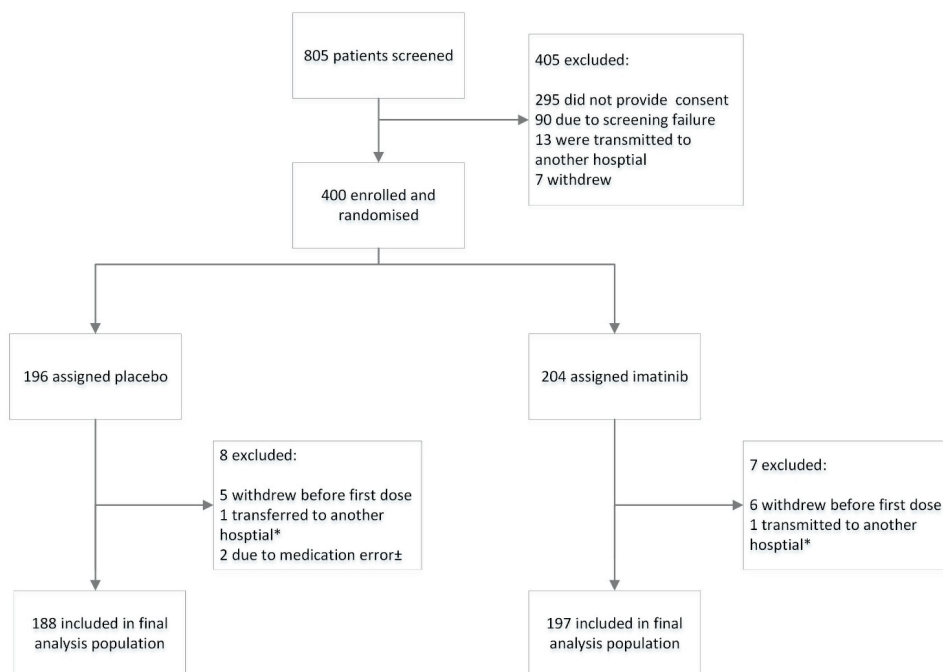 805 patients screened
405 excluded:
295 did not provide consent
90 due to screening failure
13 were transmitted to
another hosptial
7 withdrew
400 enrolled and
randomised
196 assigned placebo
204 assigned imatinib
8 excluded:
5 withdrew before first dose
1 transferred to another
hosptial*
2 due to medication error±
7 excluded:
6 withdrew before first dose
1 transmitted to another
hosptial*
188 included in final
analysis population
197 included in final
analysis population